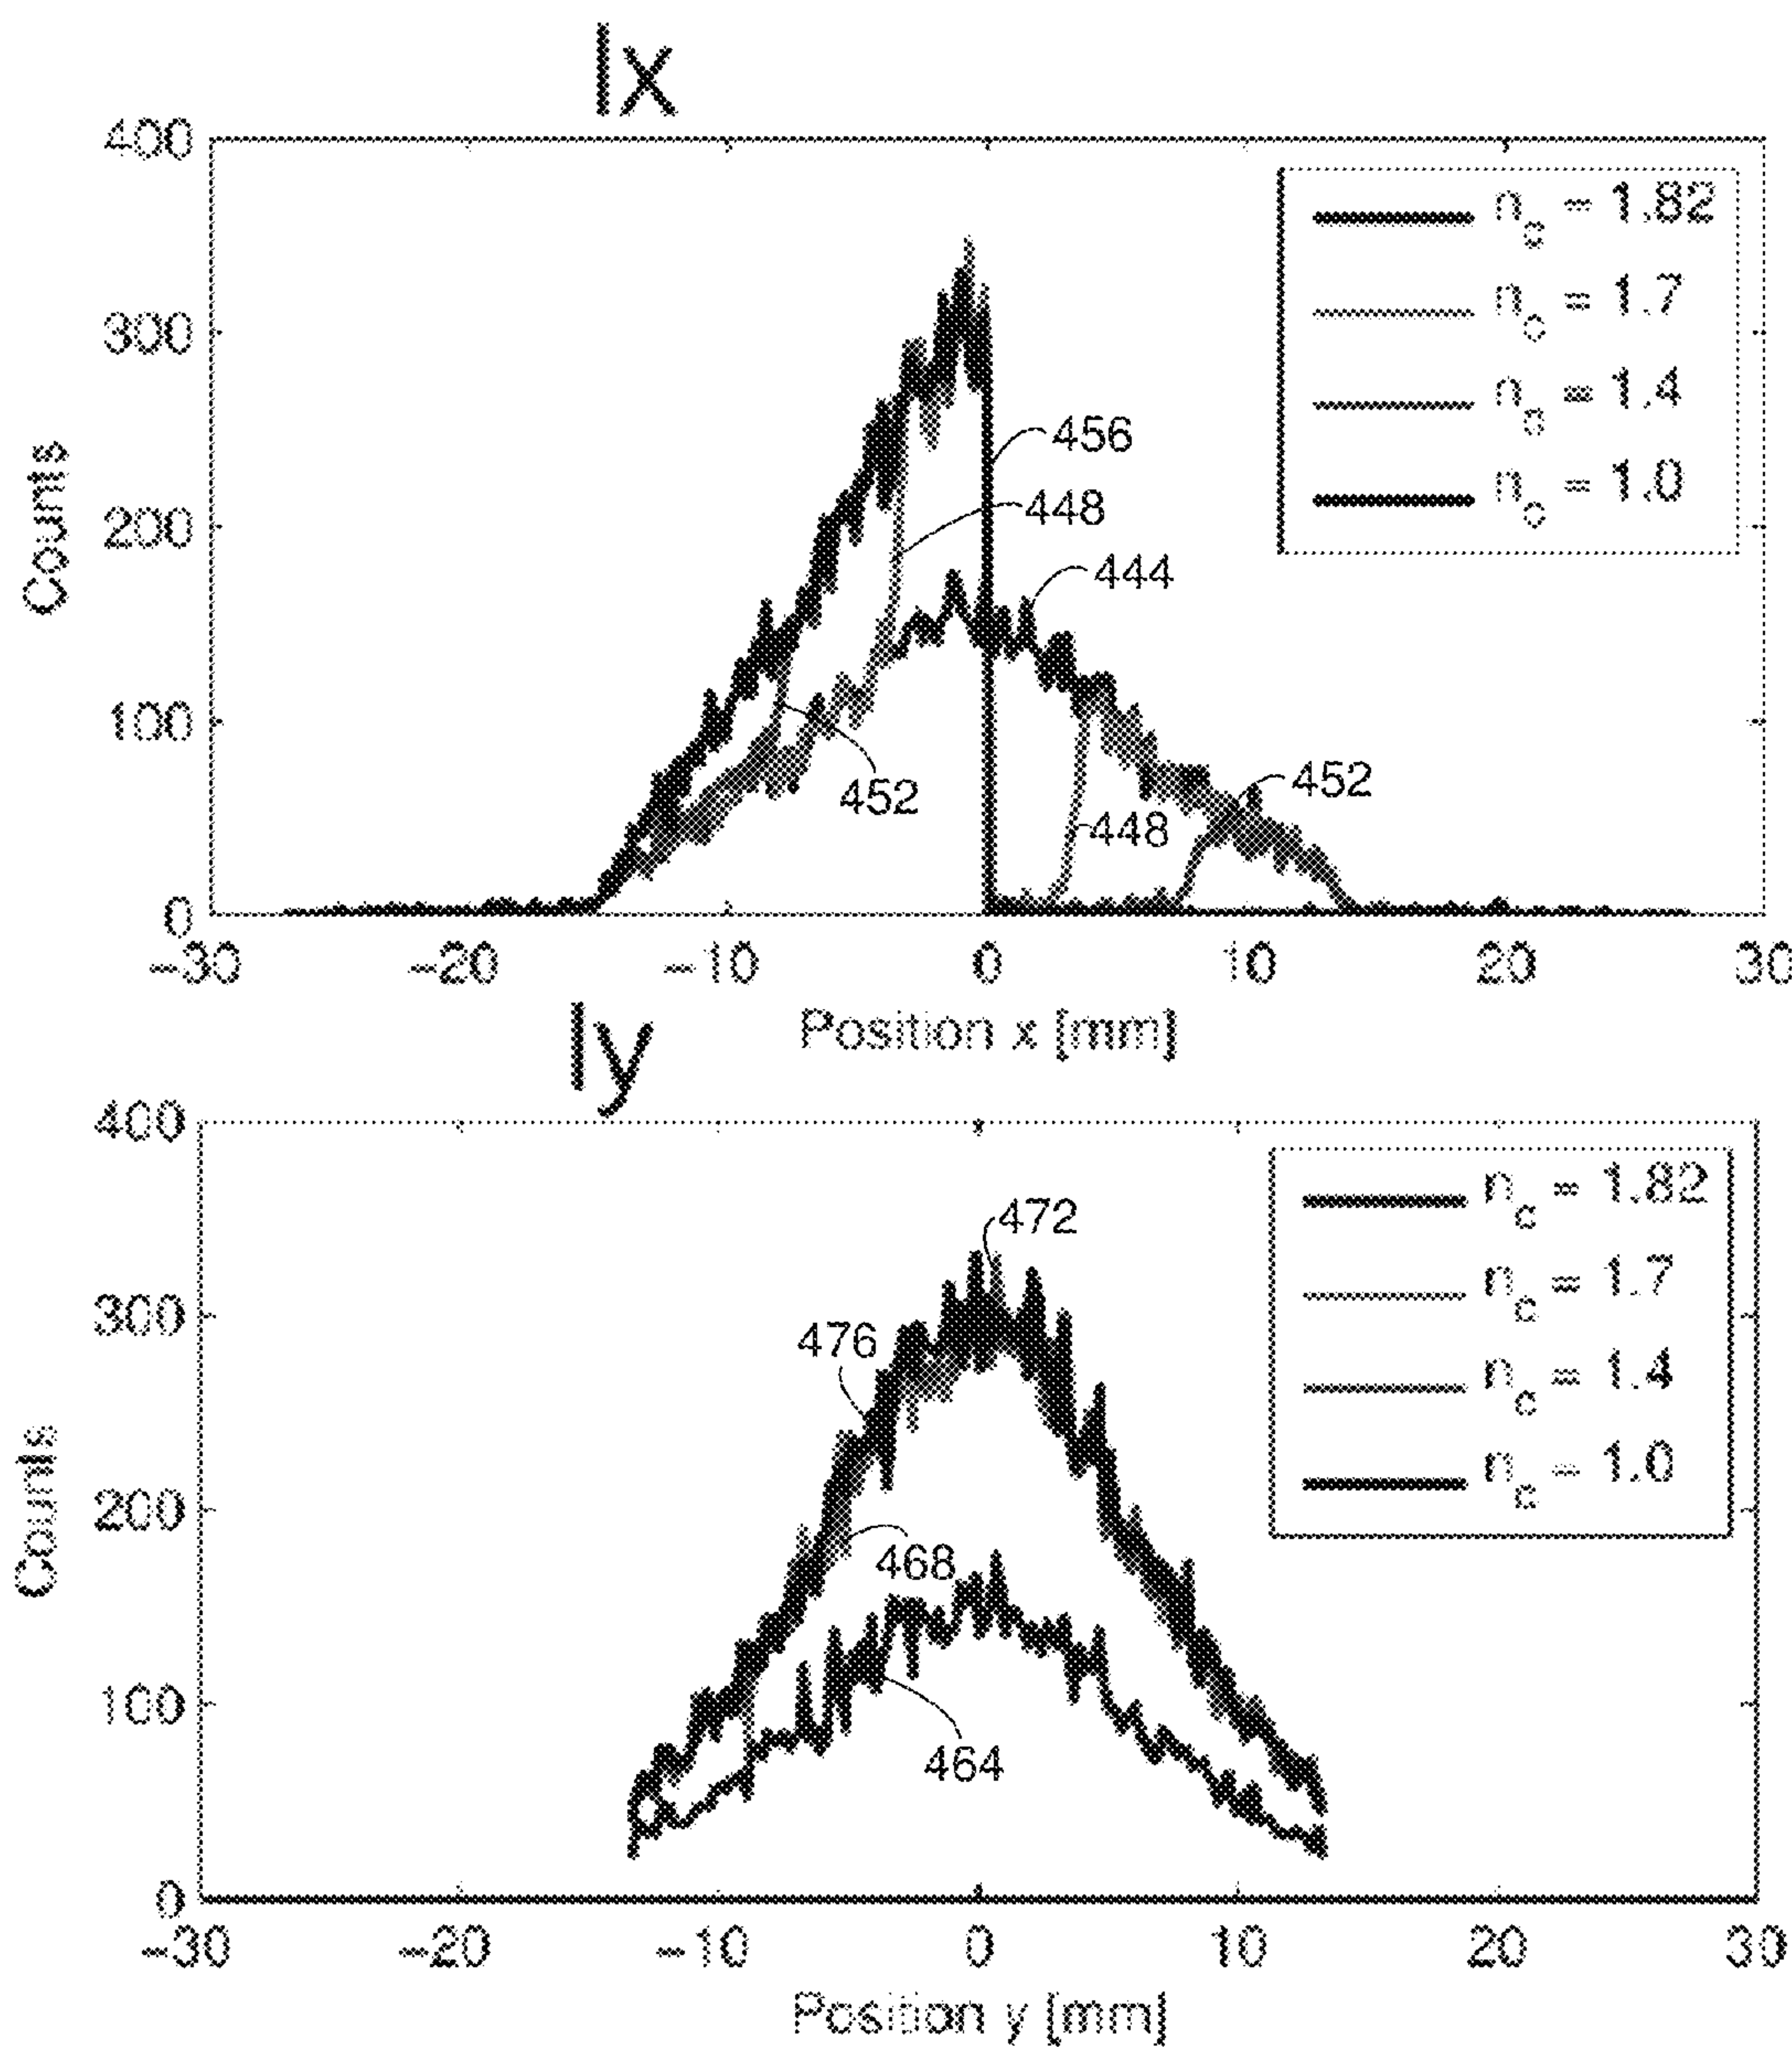 Ix
400
300
200
100
0
Counts
n_c = 1.82
n_c = 1.7
n_c = 1.4
n_c = 1.0
456
448
444
452
452
448
-30 -20 -10 0 10 20 30
Position x [mm]
Iy
400
300
200
100
0
Counts
n_c = 1.82
n_c = 1.7
n_c = 1.4
n_c = 1.0
472
476
468
464
-30 -20 -10 0 10 20 30
Position y [mm]